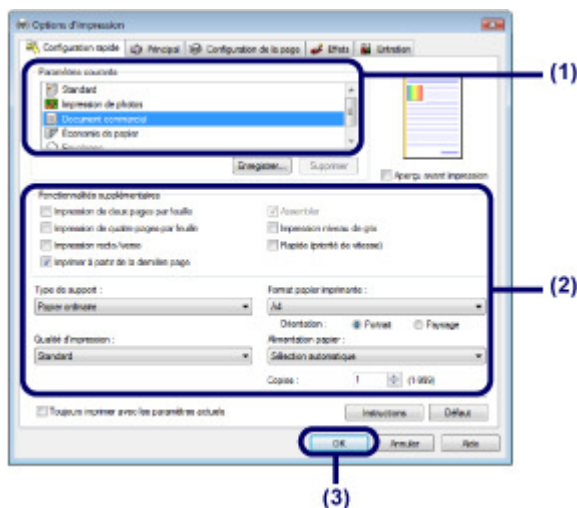 Options d'impression
Configuration rapide Principal Configuration de la page Effets Entretien
Paramètres courants
(1)
Standard
Impression de photos
Document commercial
Économie de papier
Enveloppe
Enregistrer... Supprimer
Aperçu avant impression
Fonctionnalités supplémentaires
Impression de deux pages par feuille Assembler
Impression de quatre pages par feuille Impression niveau de gris
Impression recto/verso Rapide (priorité de vitesse)
Imprimer à partir de la dernière page
(2)
Type de support : Format papier imprimante :
Papier ordinaire A4
Orientation : Portrait Paysage
Qualité d'impression : Alimentation papier :
Standard Sélection automatique
Copies : 1 (1-999)
Toujours imprimer avec les paramètres actuels Instructions Défaut
OK Annuler Aide
(3)